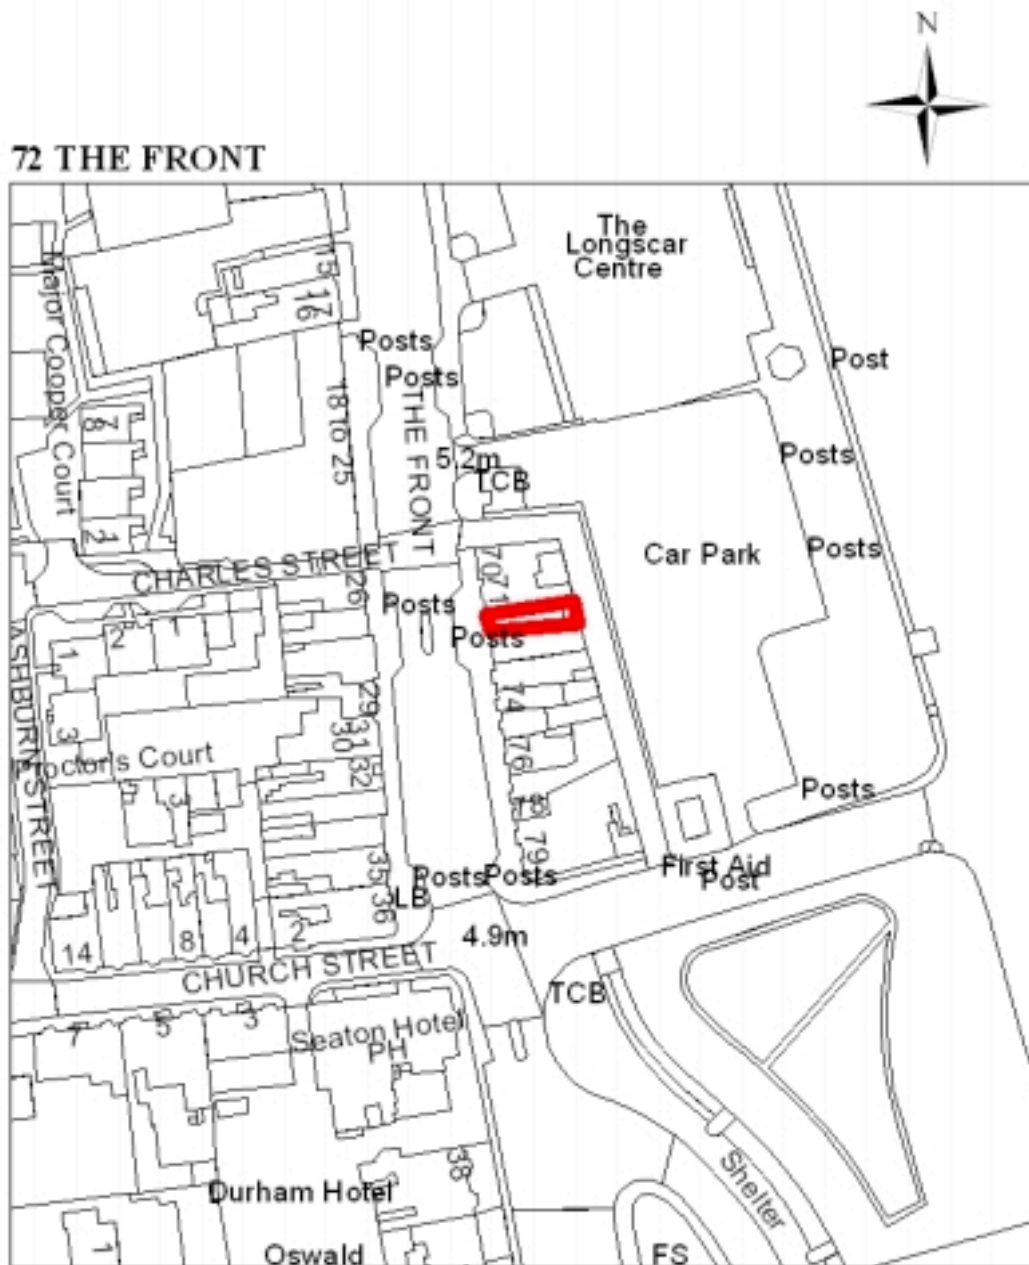 N
72 THE FRONT
The
Longscar
Centre
Major Cooper Court
15
17
16
Posts
Posts
Post
THE FRONT
18 to 25
7
8
5.2m
TCB
Posts
1
2
CHARLES STREET
Car Park
Posts
70
71
26
Posts
Posts
2
1
1
3
ASHBURN STREET
29
31
30
32
74
76
78
79
3
Posts
First Aid
Post
Posts
Posts
35
36
LB
14
8
4
2
4.9m
CHURCH STREET
TCB
7
5
3
Seaton Hotel
PH
38
Shelter
Durham Hotel
1
Oswald
FS